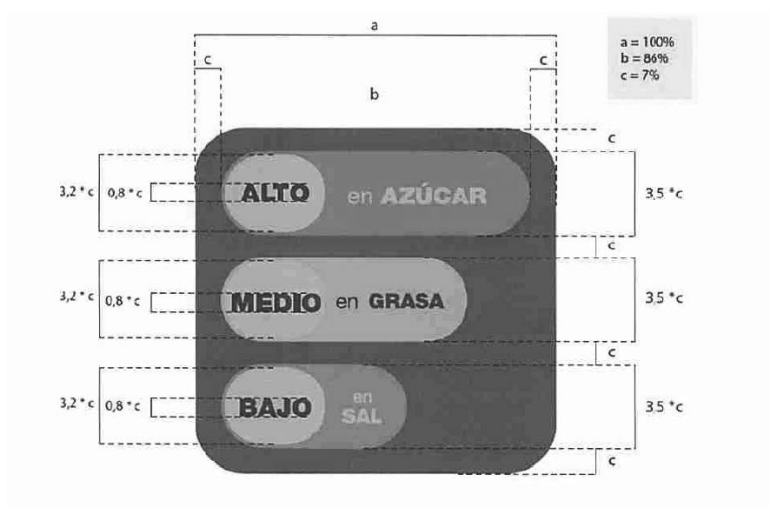 a
a = 100%
b = 86%
c = 7%
c
c
b
c
3,2 *c
0,8 *c
ALTO
en AZÚCAR
3,5 *c
c
3,2 *c
0,8 *c
MEDIO
en GRASA
3,5 *c
c
3,2 *c
0,8 *c
BAJO
en
SAL
3,5 *c
c